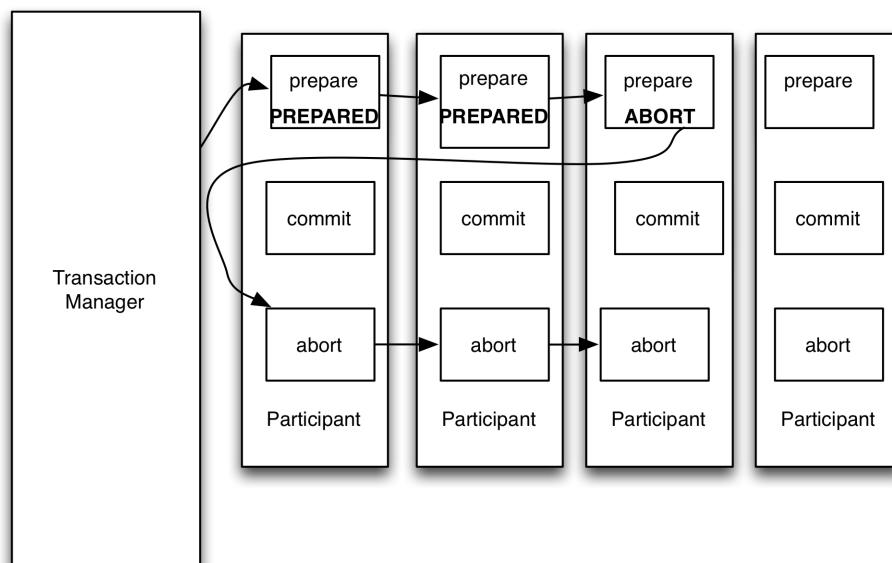 Transaction
Manager
prepare
PREPARED
commit
abort
Participant
prepare
PREPARED
commit
abort
Participant
prepare
ABORT
commit
abort
Participant
prepare
commit
abort
Participant